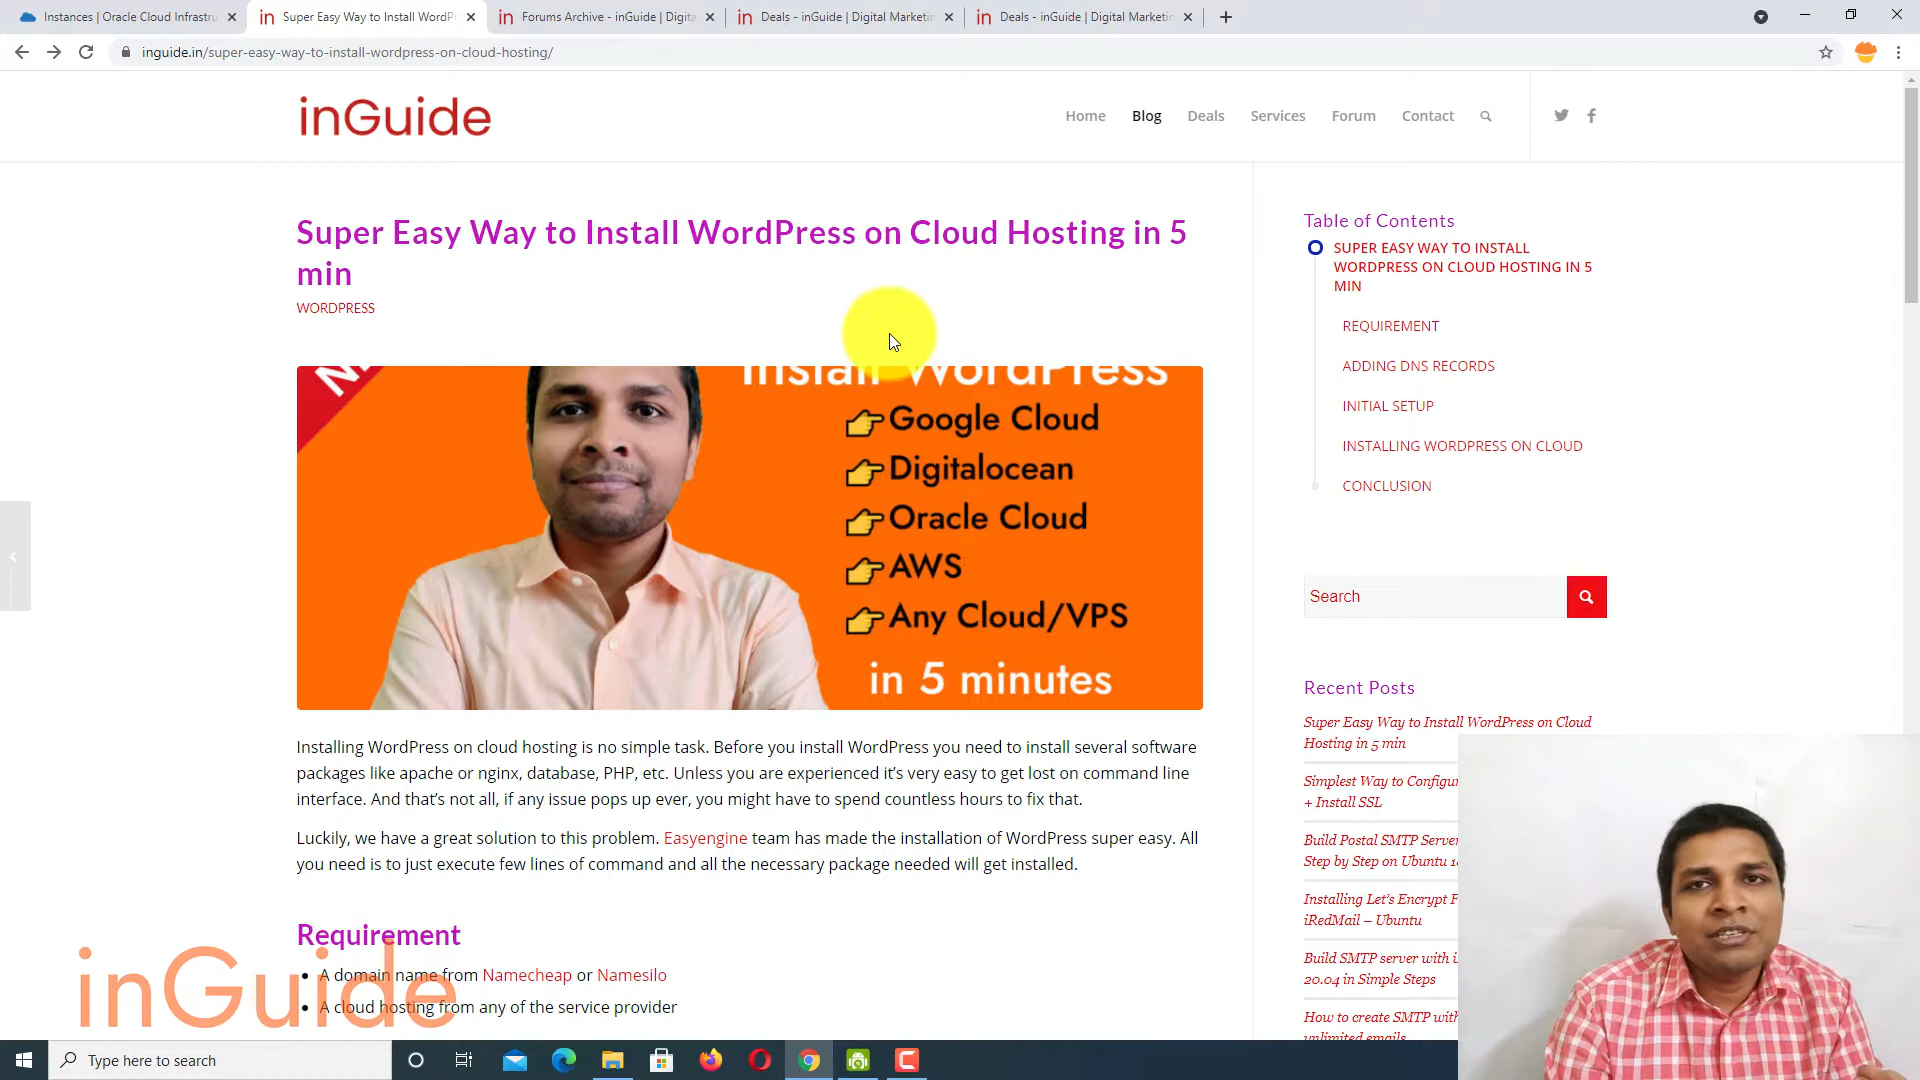 Instances | Oracle Cloud Infrastru
Super Easy Way to Install WordP
Forums Archive - inGuide | Digita
Deals - inGuide | Digital Marketin
Deals - inGuide | Digital Marketin
inguide.in/super-easy-way-to-install-wordpress-on-cloud-hosting/
inGuide
Home
Blog
Deals
Services
Forum
Contact
Super Easy Way to Install WordPress on Cloud Hosting in 5
min
WORDPRESS
Install WordPress
Google Cloud
Digitalocean
Oracle Cloud
AWS
Any Cloud/VPS
in 5 minutes
Installing WordPress on cloud hosting is no simple task. Before you install WordPress you need to install several software
packages like apache or nginx, database, PHP, etc. Unless you are experienced it's very easy to get lost on command line
interface. And that's not all, if any issue pops up ever, you might have to spend countless hours to fix that.
Luckily, we have a great solution to this problem. Easyengine team has made the installation of WordPress super easy. All
you need is to just execute few lines of command and all the necessary package needed will get installed.
Requirement
A domain name from Namecheap or Namesilo
A cloud hosting from any of the service provider
inGuide
Table of Contents
SUPER EASY WAY TO INSTALL
WORDPRESS ON CLOUD HOSTING IN 5
MIN
REQUIREMENT
ADDING DNS RECORDS
INITIAL SETUP
INSTALLING WORDPRESS ON CLOUD
CONCLUSION
Search
Recent Posts
Super Easy Way to Install WordPress on Cloud
Hosting in 5 min
Simplest Way to Configur
+ Install SSL
Build Postal SMTP Server
Step by Step on Ubuntu 1
Installing Let's Encrypt F
iRedMail – Ubuntu
Build SMTP server with i
20.04 in Simple Steps
How to create SMTP with
unlimited emails
Type here to search